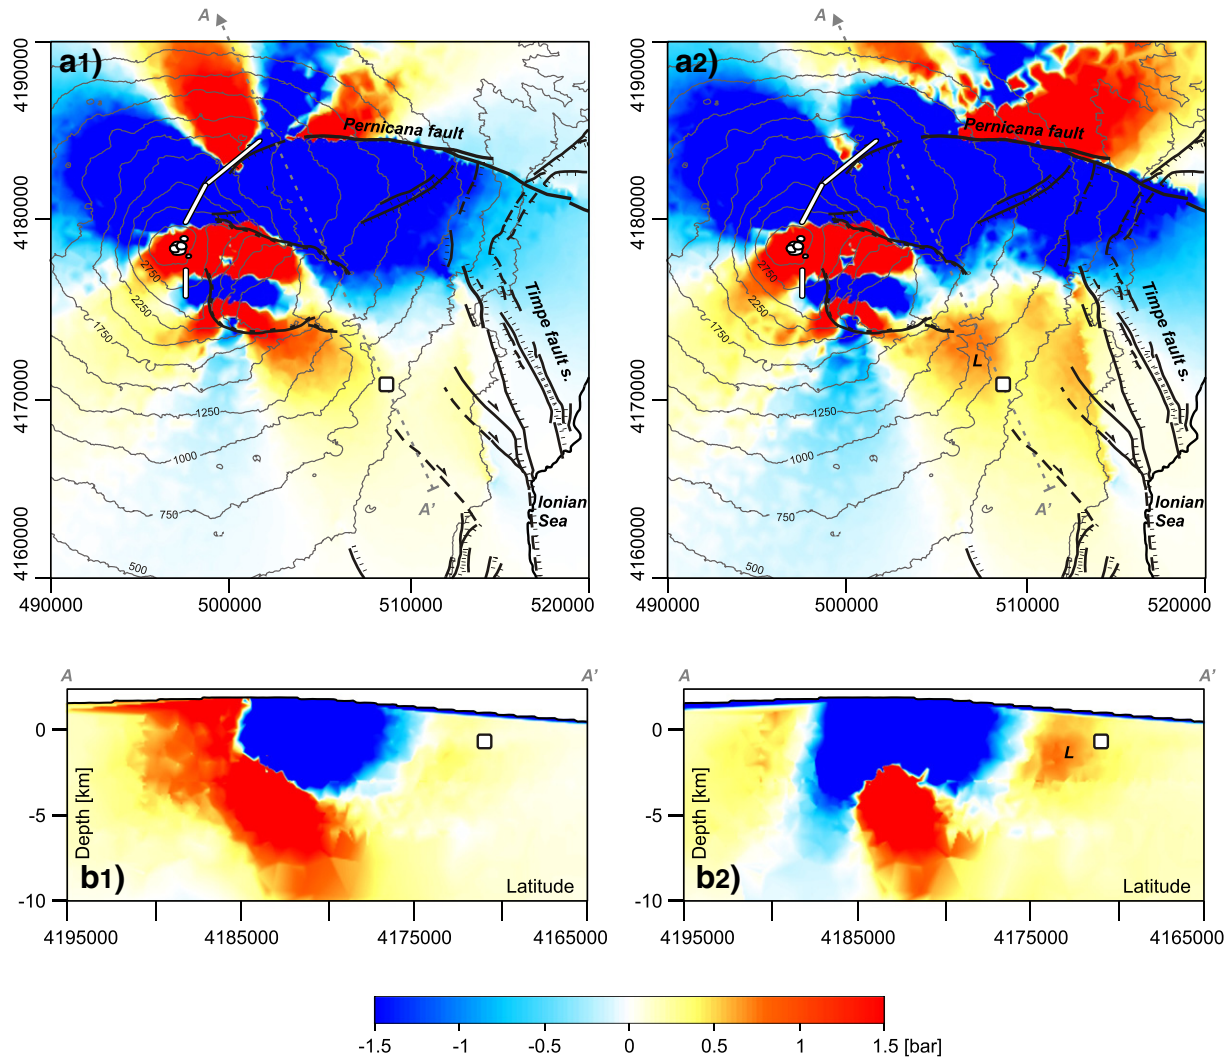 A A
a1) a2)
4190000 4190000
Pernicana fault Pernicana fault
4180000 4180000
2750 2750
2250 2250
1750 1750
Timpe fault s. Timpe fault s.
L
4170000 4170000
1250 1250
1000 1000
750 750
A' A'
Ionian Ionian
Sea Sea
4160000 4160000
500 500
490000 500000 510000 520000 490000 500000 510000 520000
A A' A A'
0 0
L
Depth [km] Depth [km]
-5 -5
b1) Latitude b2) Latitude
-10 -10
4195000 4185000 4175000 4165000 4195000 4185000 4175000 4165000
-1.5 -1 -0.5 0 0.5 1 1.5 [bar]